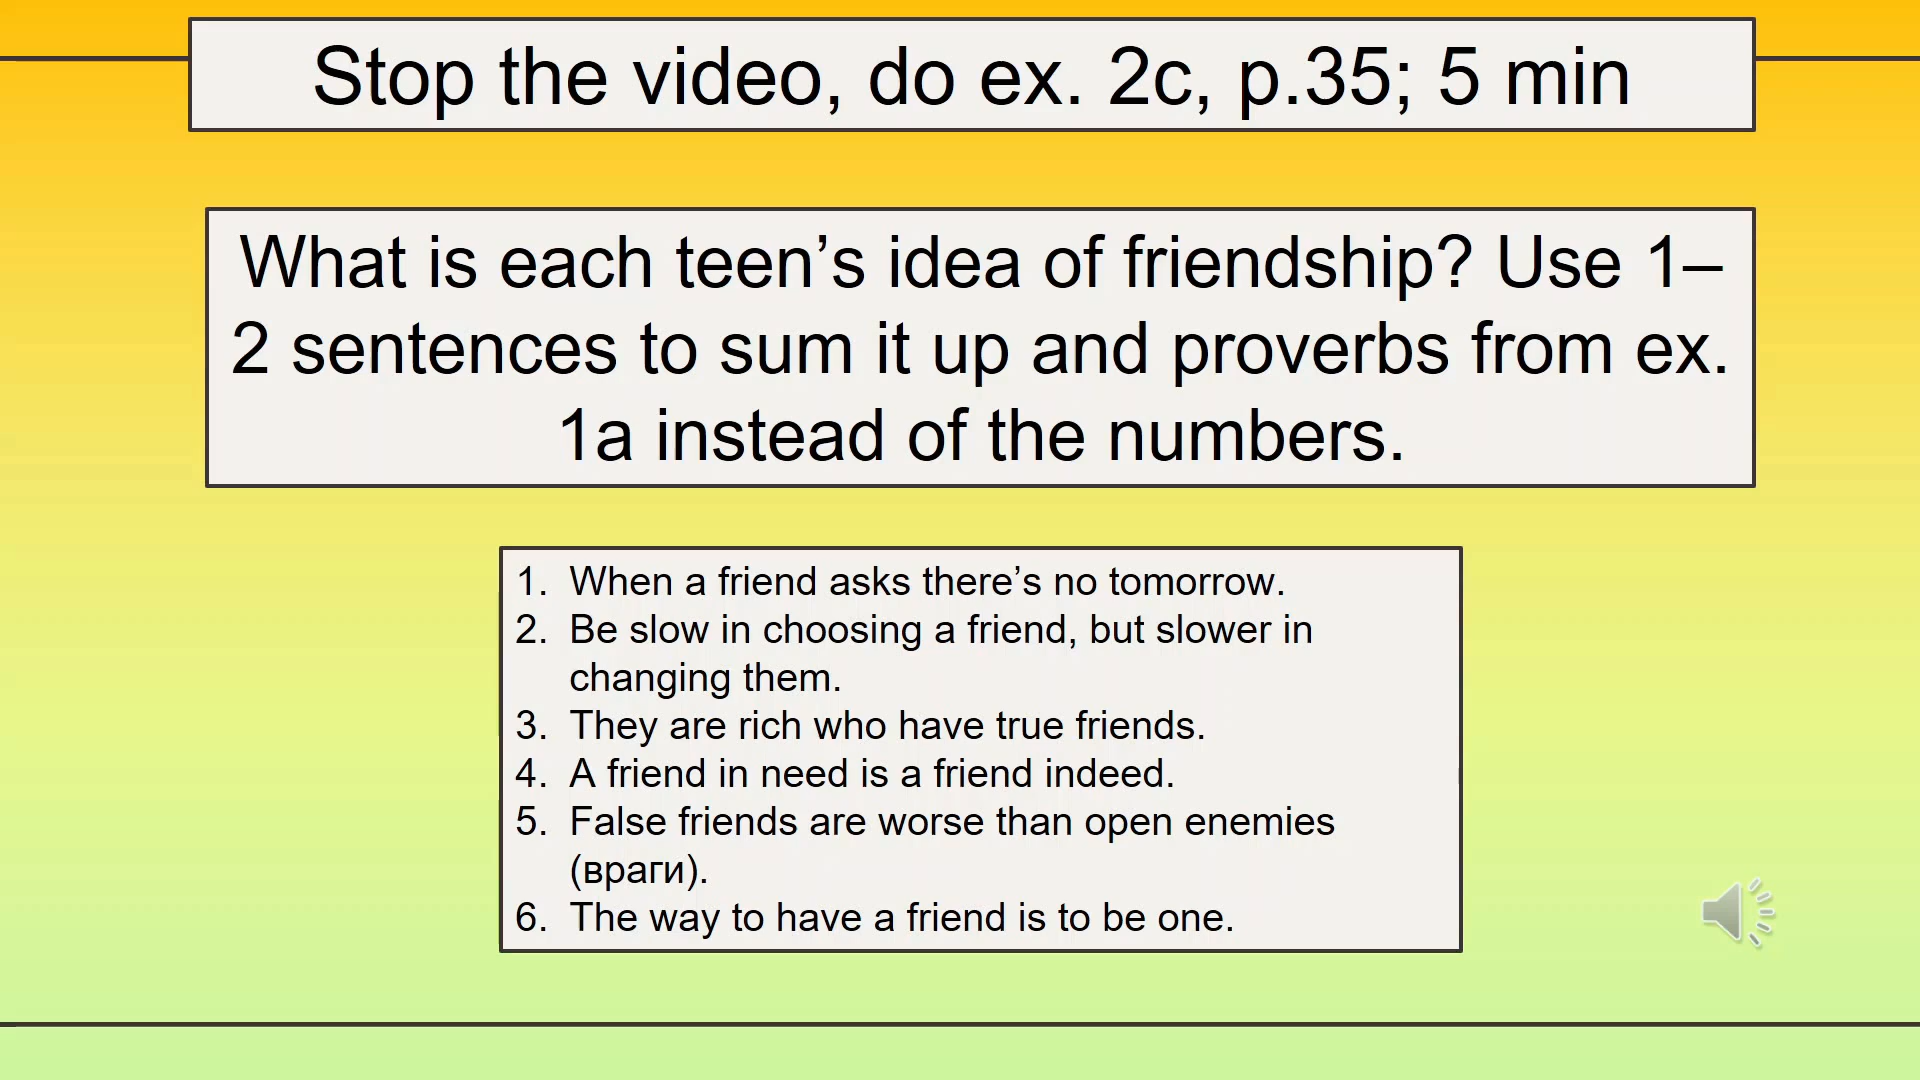 Stop the video, do ex. 2c, p.35; 5 min
What is each teen’s idea of friendship? Use 1–
2 sentences to sum it up and proverbs from ex.
1a instead of the numbers.
1. When a friend asks there’s no tomorrow.
2. Be slow in choosing a friend, but slower in
changing them.
3. They are rich who have true friends.
4. A friend in need is a friend indeed.
5. False friends are worse than open enemies
(враги).
6. The way to have a friend is to be one.